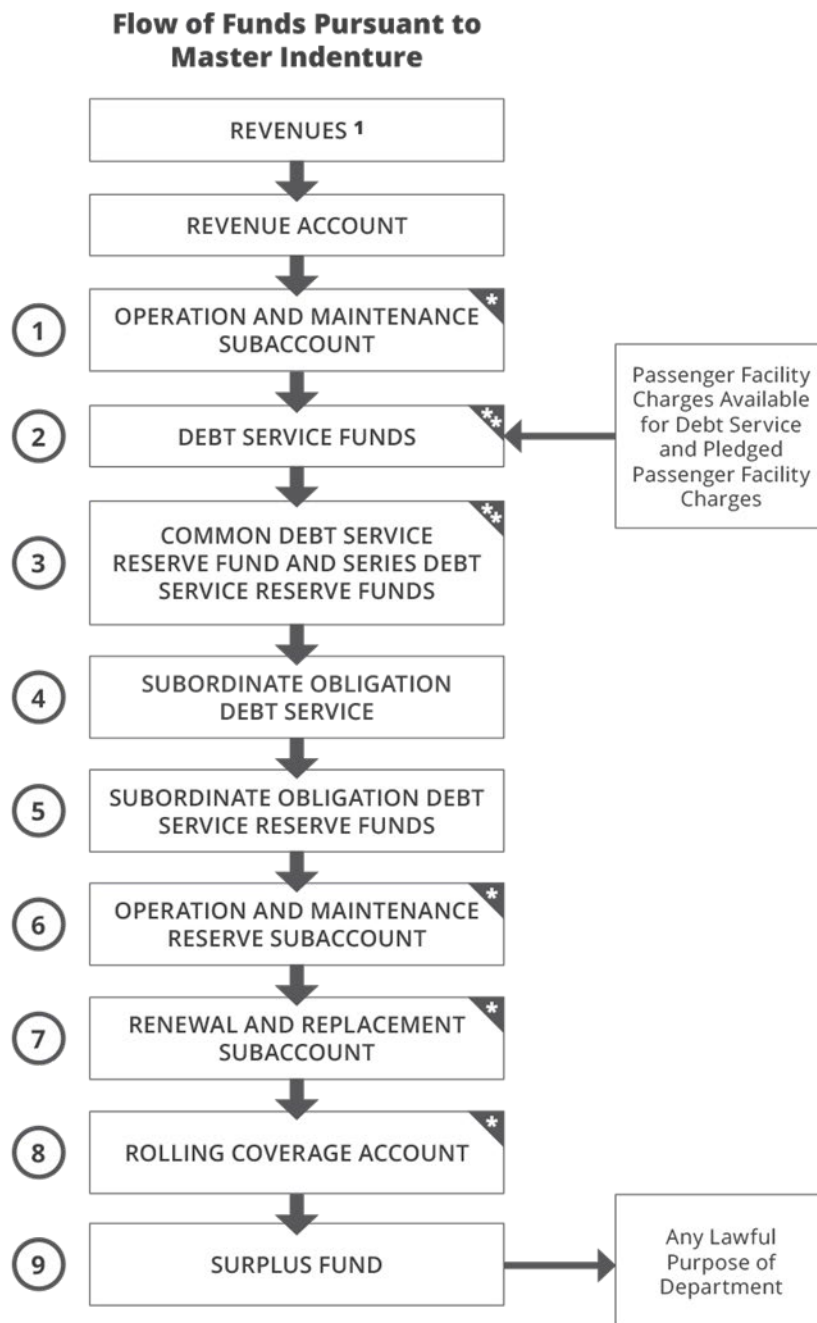 Flow of Funds Pursuant to
Master Indenture
REVENUES 1
REVENUE ACCOUNT
1
OPERATION AND MAINTENANCE
SUBACCOUNT
*
2
DEBT SERVICE FUNDS
**
Passenger Facility
Charges Available
for Debt Service
and Pledged
Passenger Facility
Charges
3
COMMON DEBT SERVICE
RESERVE FUND AND SERIES DEBT
SERVICE RESERVE FUNDS
**
4
SUBORDINATE OBLIGATION
DEBT SERVICE
5
SUBORDINATE OBLIGATION DEBT
SERVICE RESERVE FUNDS
6
OPERATION AND MAINTENANCE
RESERVE SUBACCOUNT
*
7
RENEWAL AND REPLACEMENT
SUBACCOUNT
*
8
ROLLING COVERAGE ACCOUNT
*
9
SURPLUS FUND
Any Lawful
Purpose of
Department